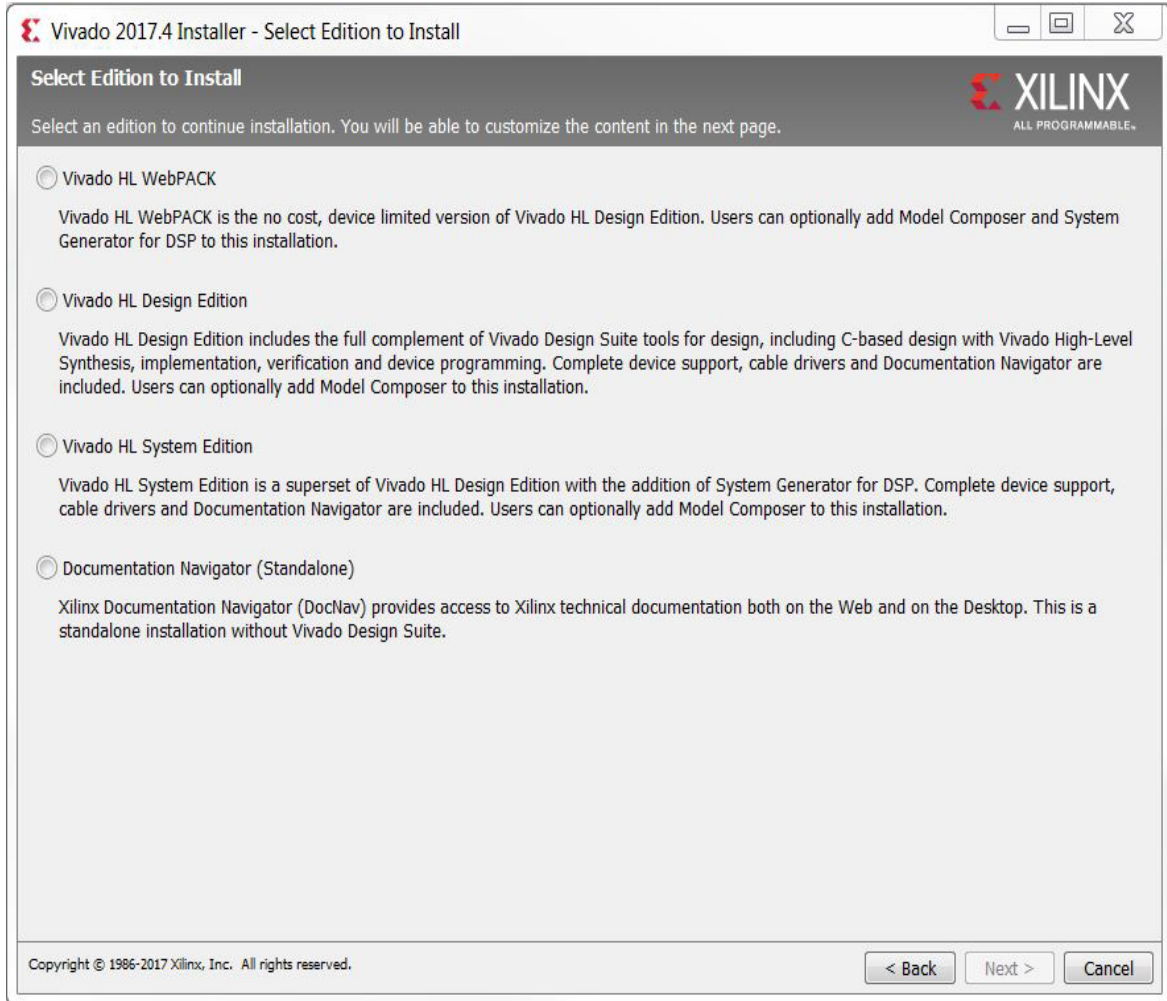 Vivado 2017.4 Installer - Select Edition to Install
Select Edition to Install
Select an edition to continue installation. You will be able to customize the content in the next page.
XILINX
ALL PROGRAMMABLE™
Vivado HL WebPACK
Vivado HL WebPACK is the no cost, device limited version of Vivado HL Design Edition. Users can optionally add Model Composer and System
Generator for DSP to this installation.
Vivado HL Design Edition
Vivado HL Design Edition includes the full complement of Vivado Design Suite tools for design, including C-based design with Vivado High-Level
Synthesis, implementation, verification and device programming. Complete device support, cable drivers and Documentation Navigator are
included. Users can optionally add Model Composer to this installation.
Vivado HL System Edition
Vivado HL System Edition is a superset of Vivado HL Design Edition with the addition of System Generator for DSP. Complete device support,
cable drivers and Documentation Navigator are included. Users can optionally add Model Composer to this installation.
Documentation Navigator (Standalone)
Xilinx Documentation Navigator (DocNav) provides access to Xilinx technical documentation both on the Web and on the Desktop. This is a
standalone installation without Vivado Design Suite.
Copyright © 1986-2017 Xilinx, Inc. All rights reserved.
< Back
Next >
Cancel